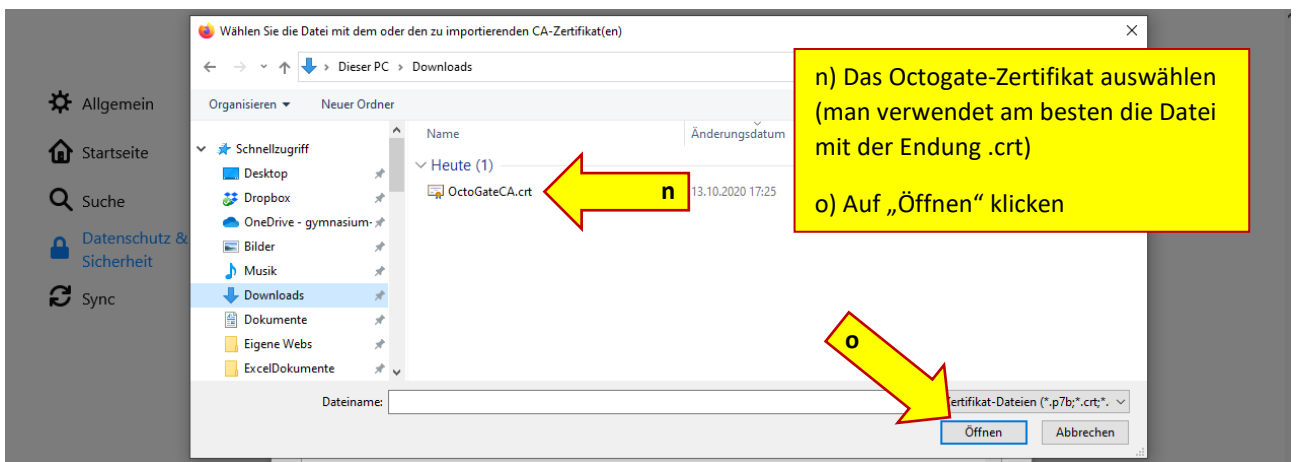 Wählen Sie die Datei mit dem oder den zu importierenden CA-Zertifikat(en)
Dieser PC > Downloads
Organisieren Neuer Ordner
Allgemein
Startseite
Suche
Datenschutz &
Sicherheit
Sync
Schnellzugriff
Desktop
Dropbox
OneDrive - gymnasium-
Bilder
Musik
Downloads
Dokumente
Eigene Webs
ExcelDokumente
Name Änderungsdatum
Heute (1)
OctoGateCA.crt n 13.10.2020 17:25
n) Das Octogate-Zertifikat auswählen
(man verwendet am besten die Datei
mit der Endung .crt)
o) Auf „Öffnen“ klicken
o
Dateiname: ertifikat-Dateien (*.p7b;*.crt;*.
Öffnen Abbrechen